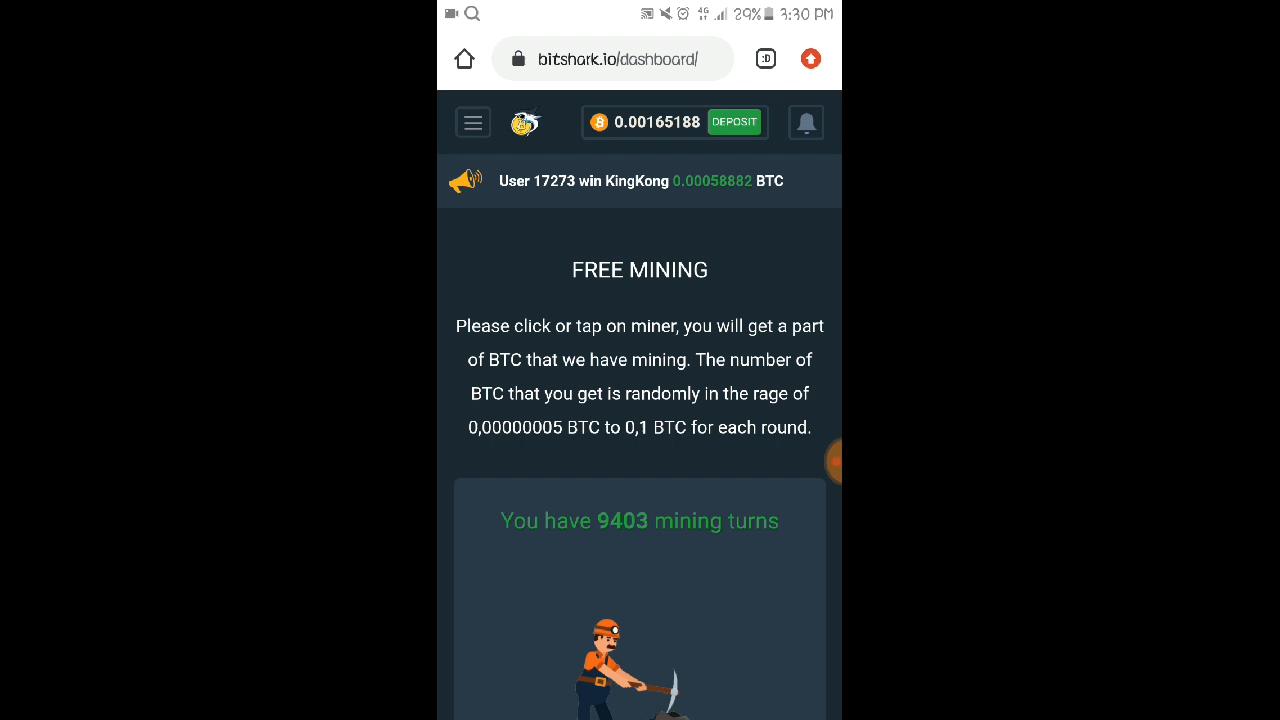 4G 29% 3:30 PM
bitshark.io/dashboard/ :D
0.00165188 DEPOSIT
User 17273 win KingKong 0.00058882 BTC
FREE MINING
Please click or tap on miner, you will get a part
of BTC that we have mining. The number of
BTC that you get is randomly in the rage of
0,00000005 BTC to 0,1 BTC for each round.
You have 9403 mining turns